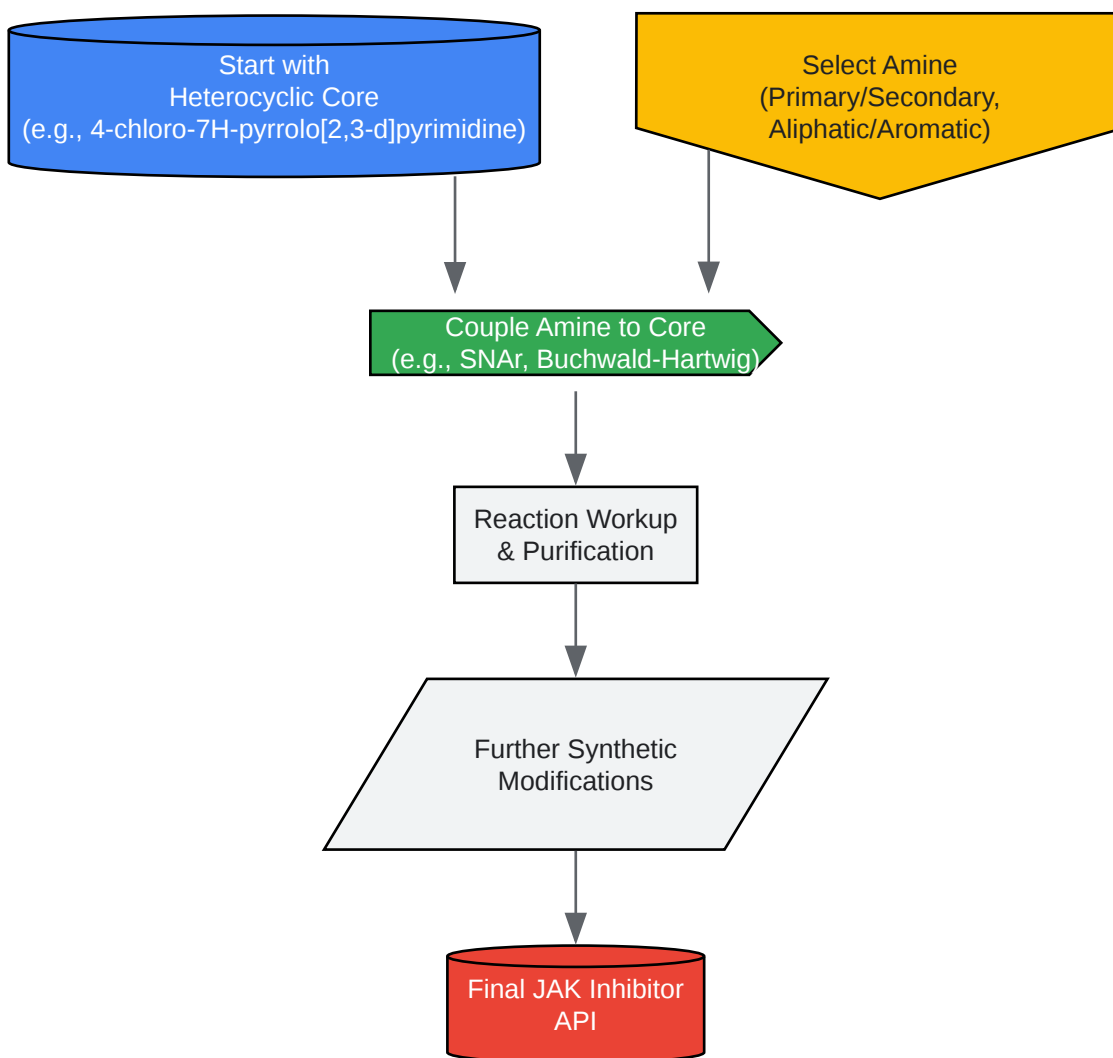 Start with
Heterocyclic Core
(e.g., 4-chloro-7H-pyrrolo[2,3-d]pyrimidine)
Select Amine
(Primary/Secondary,
Aliphatic/Aromatic)
Couple Amine to Core
(e.g., SNAr, Buchwald-Hartwig)
Reaction Workup
& Purification
Further Synthetic
Modifications
Final JAK Inhibitor
API